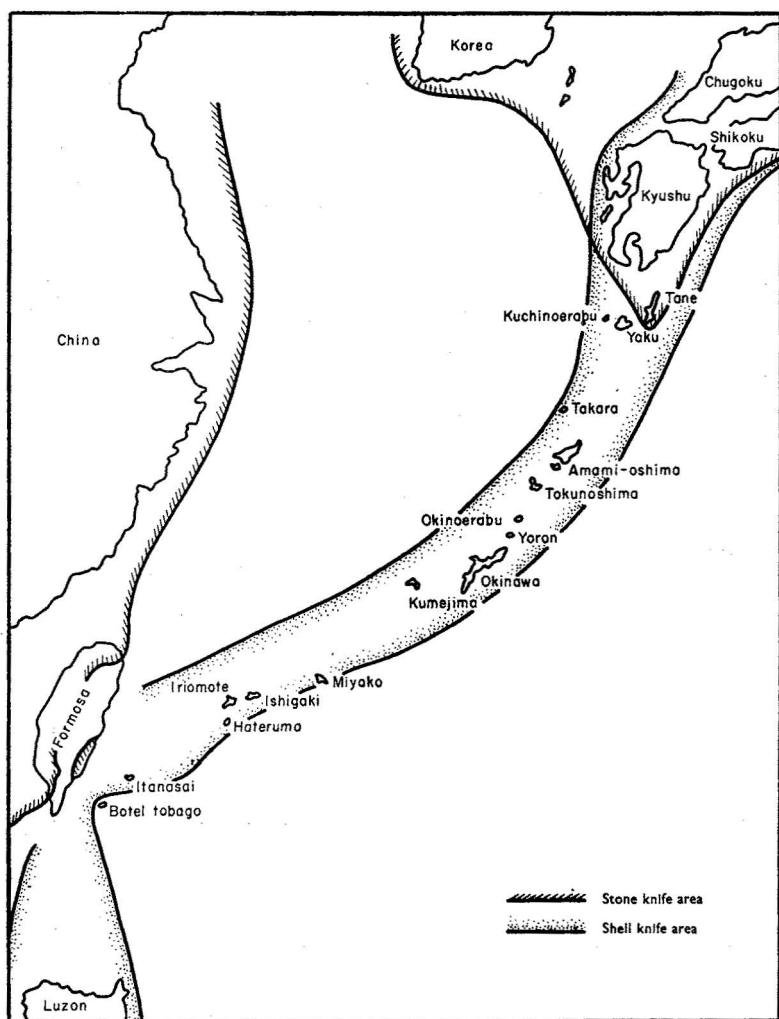 Korea
Chugoku
Shikoku
Kyushu
Tane
Kuchinoerabu
Yaku
China
Takara
Amami-oshima
Tokunoshima
Okinoerabu
Yoron
Okinawa
Kumejima
Miyako
Iriomote
Ishigaki
Formosa
Hateruma
Itanasai
Botel tobago
Stone knife area
Shell knife area
Luzon